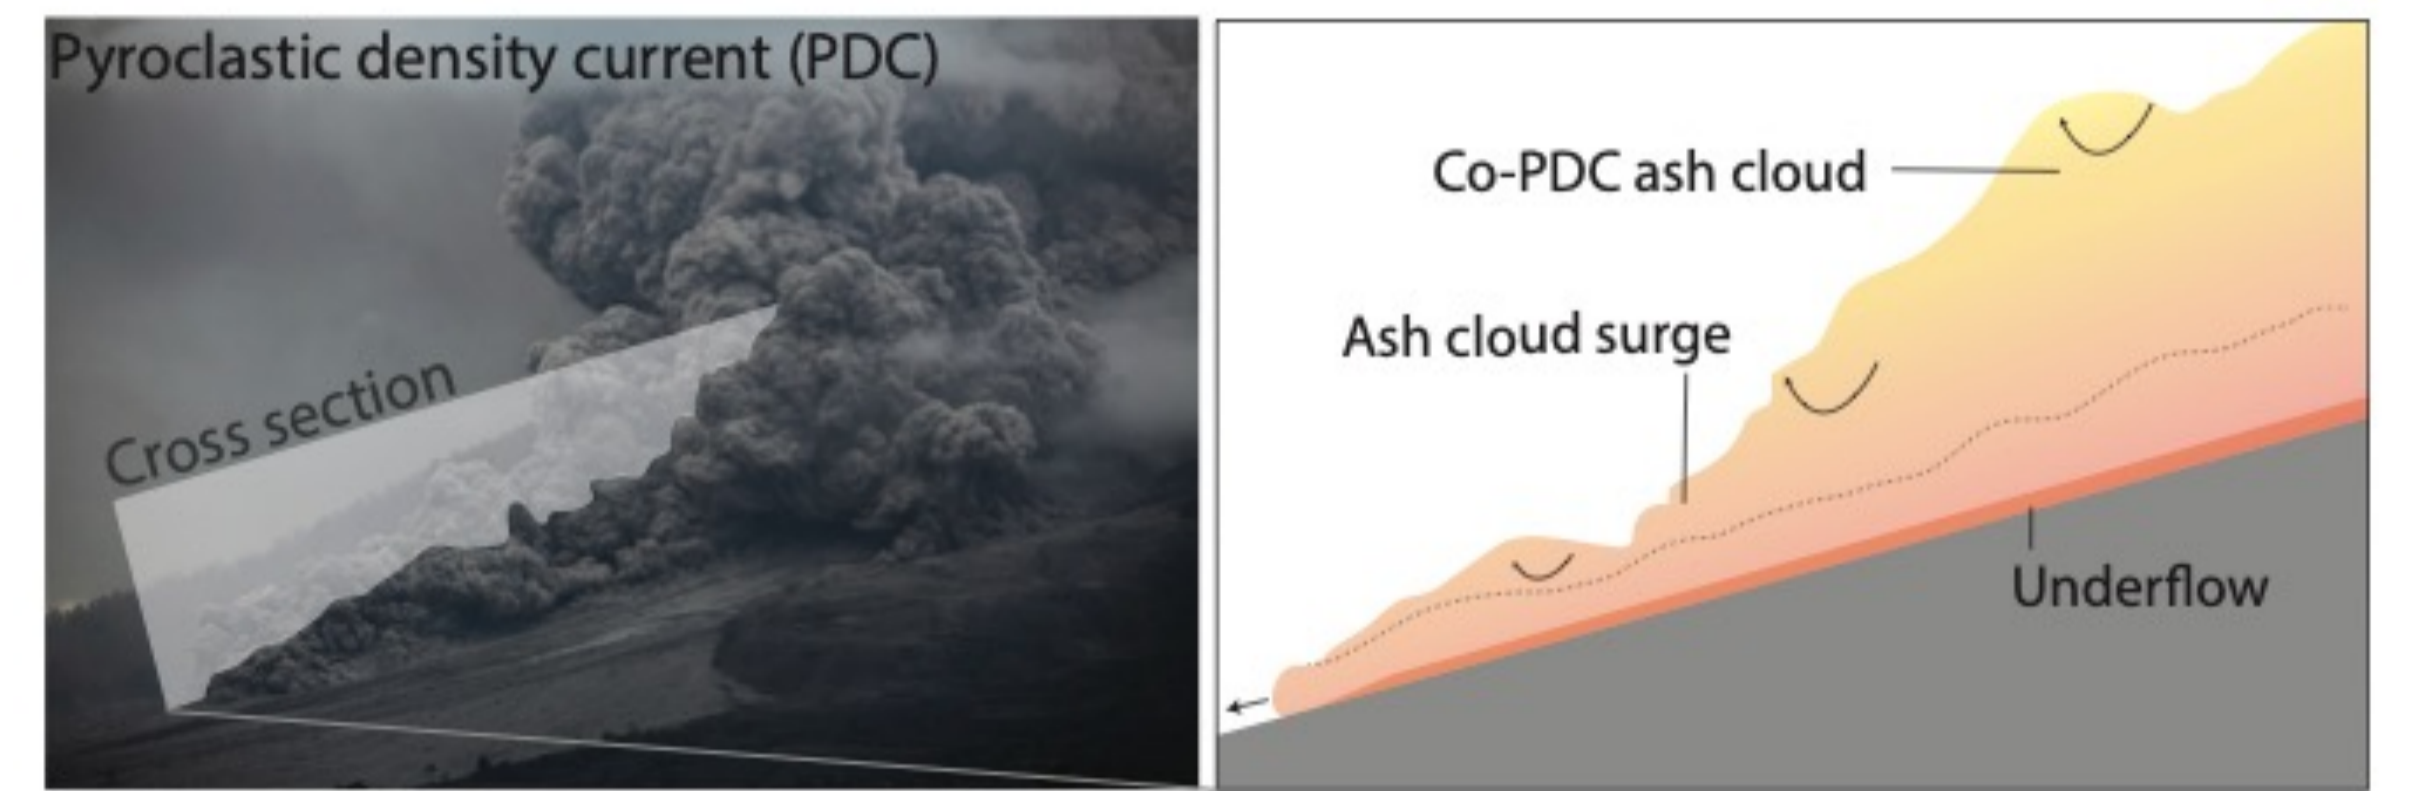 Pyroclastic density current (PDC)
Cross section
Co-PDC ash cloud
Ash cloud surge
Underflow